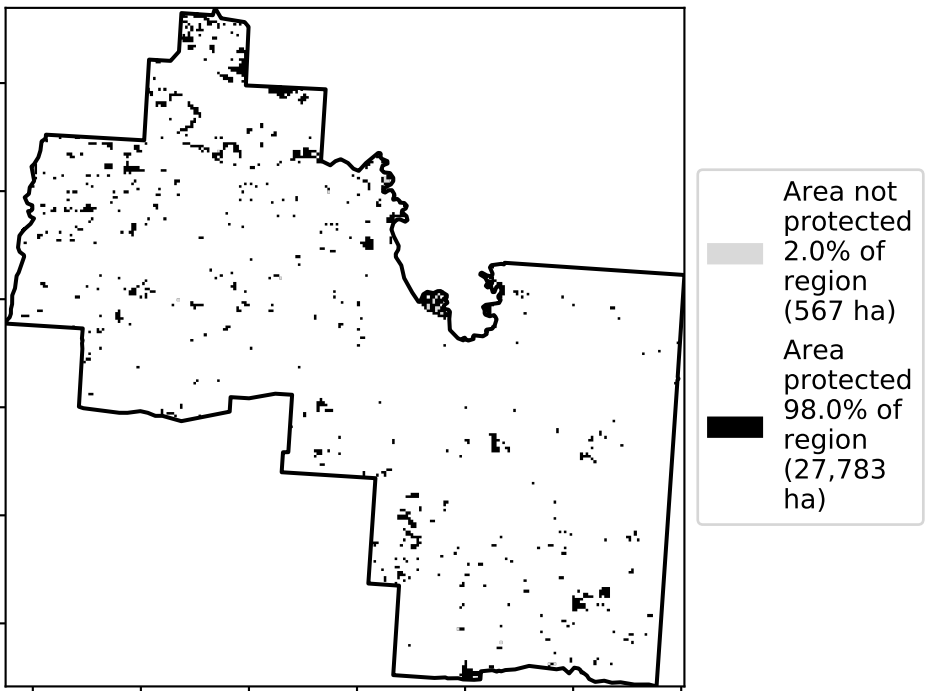 Area not
protected
2.0% of
region
(567 ha)
Area
protected
98.0% of
region
(27,783
ha)